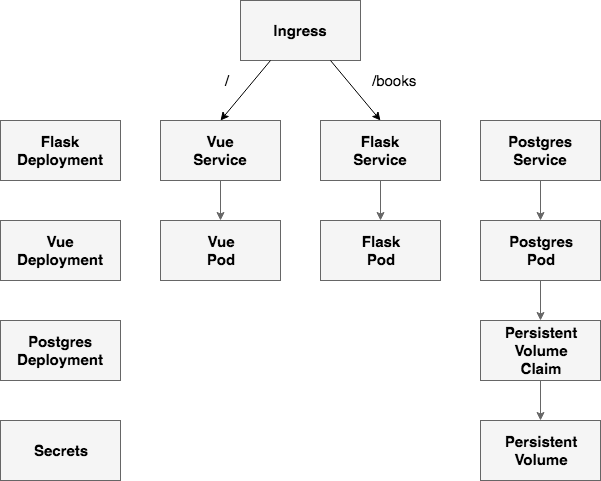 Ingress
/
/books
Flask
Deployment
Vue
Service
Flask
Service
Postgres
Service
Vue
Deployment
Vue
Pod
Flask
Pod
Postgres
Pod
Postgres
Deployment
Persistent
Volume
Claim
Secrets
Persistent
Volume